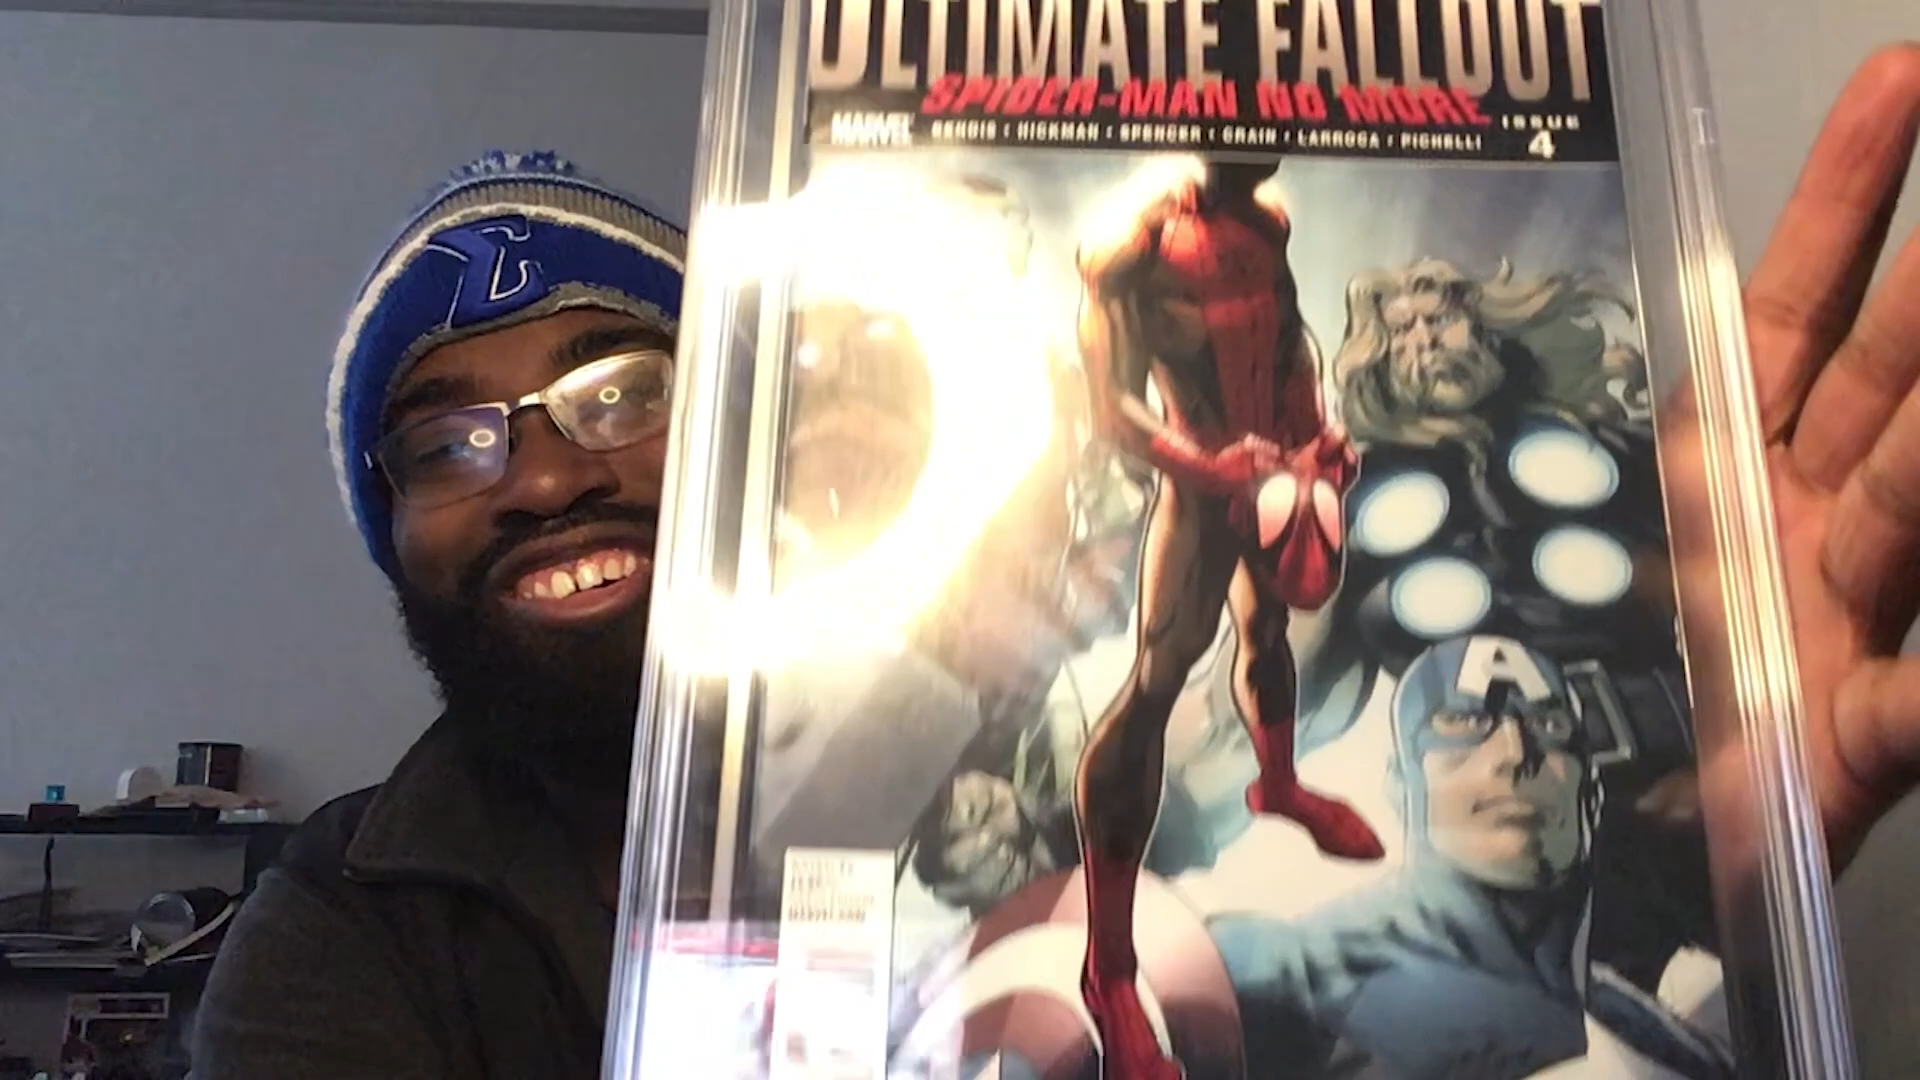 ULTIMATE FALLOUT
SPIDER-MAN NO MORE
ISSUE
MARVEL BENDIS : HICKMAN : SPENCER : CRAIN : LARROCA : PICHELLI 4
Σ
A